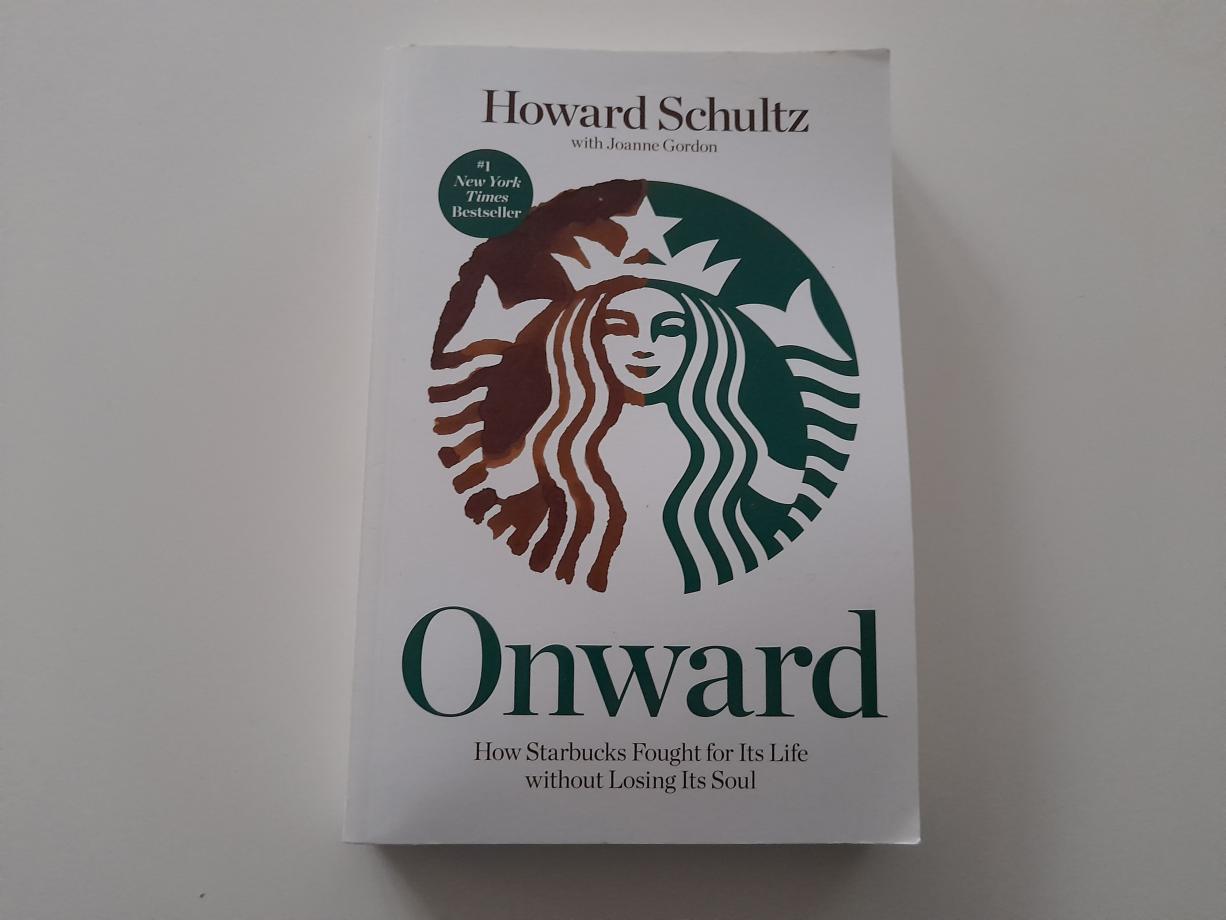 Howard Schultz
with Joanne Gordon
#1
New York
Times
Bestseller
Onward
How Starbucks Fought for Its Life
without Losing Its Soul